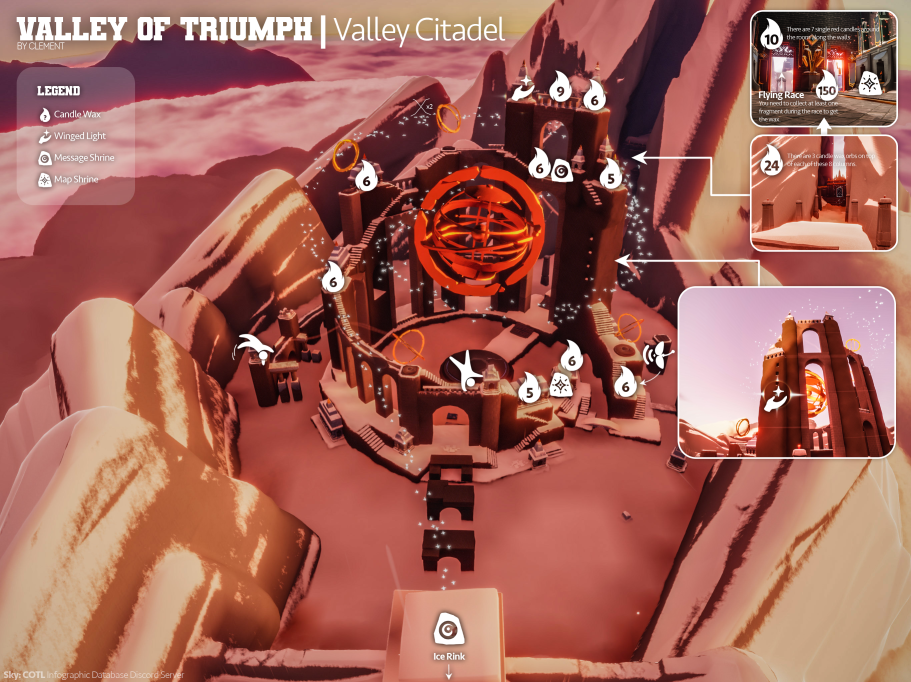 VALLEY OF TRIUMPH | Valley Citadel
BY CLEMENT
LEGEND
Candle Wax
Winged Light
Message Shrine
Map Shrine
x2
10
There are 7 single red candles around
the room along the walls
150
Flying Race
You need to collect at least one
fragment during the race to get
the wax
24
There are 3 candle wax orbs on top
of each of these 8 columns.
9
6
6
5
6
6
6
5
6
Ice Rink
Sky: COTL Infographic Database Discord Server